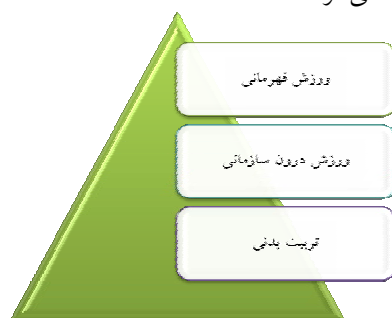 ورزش قهرمانی
ورزش درون سازمانی
تربیت بدنی